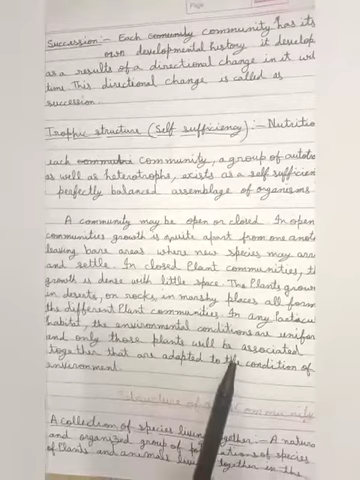 Page
Succession:- Each comunity community has its
own developmental history it develop
as a results of a directional change in it wit
time This directional change is called as
succession
Trophic structure (Self sufficiency):- Nutritio
each community, a group of autotro
as well as heterotrophs, exists as a self sufficien
perfectly balanced assemblage of organisms
A community may be open or closed In open
communities growth is quite apart from one anoth
leaving bare areas where new species may arr
and settle. In closed Plant communities, th
growth is dense with little space. The Plants grown
in deserts, on rocks, in marshy places all form
the different Plant communities. In any
habitat, the environmental conditions are unifor
and only those plants will be associated
together that are adapted to the condition of
environment.
Structure of a Community
A collection of species living together.- A natura
and organized group of of species
of Plants and animals together in the